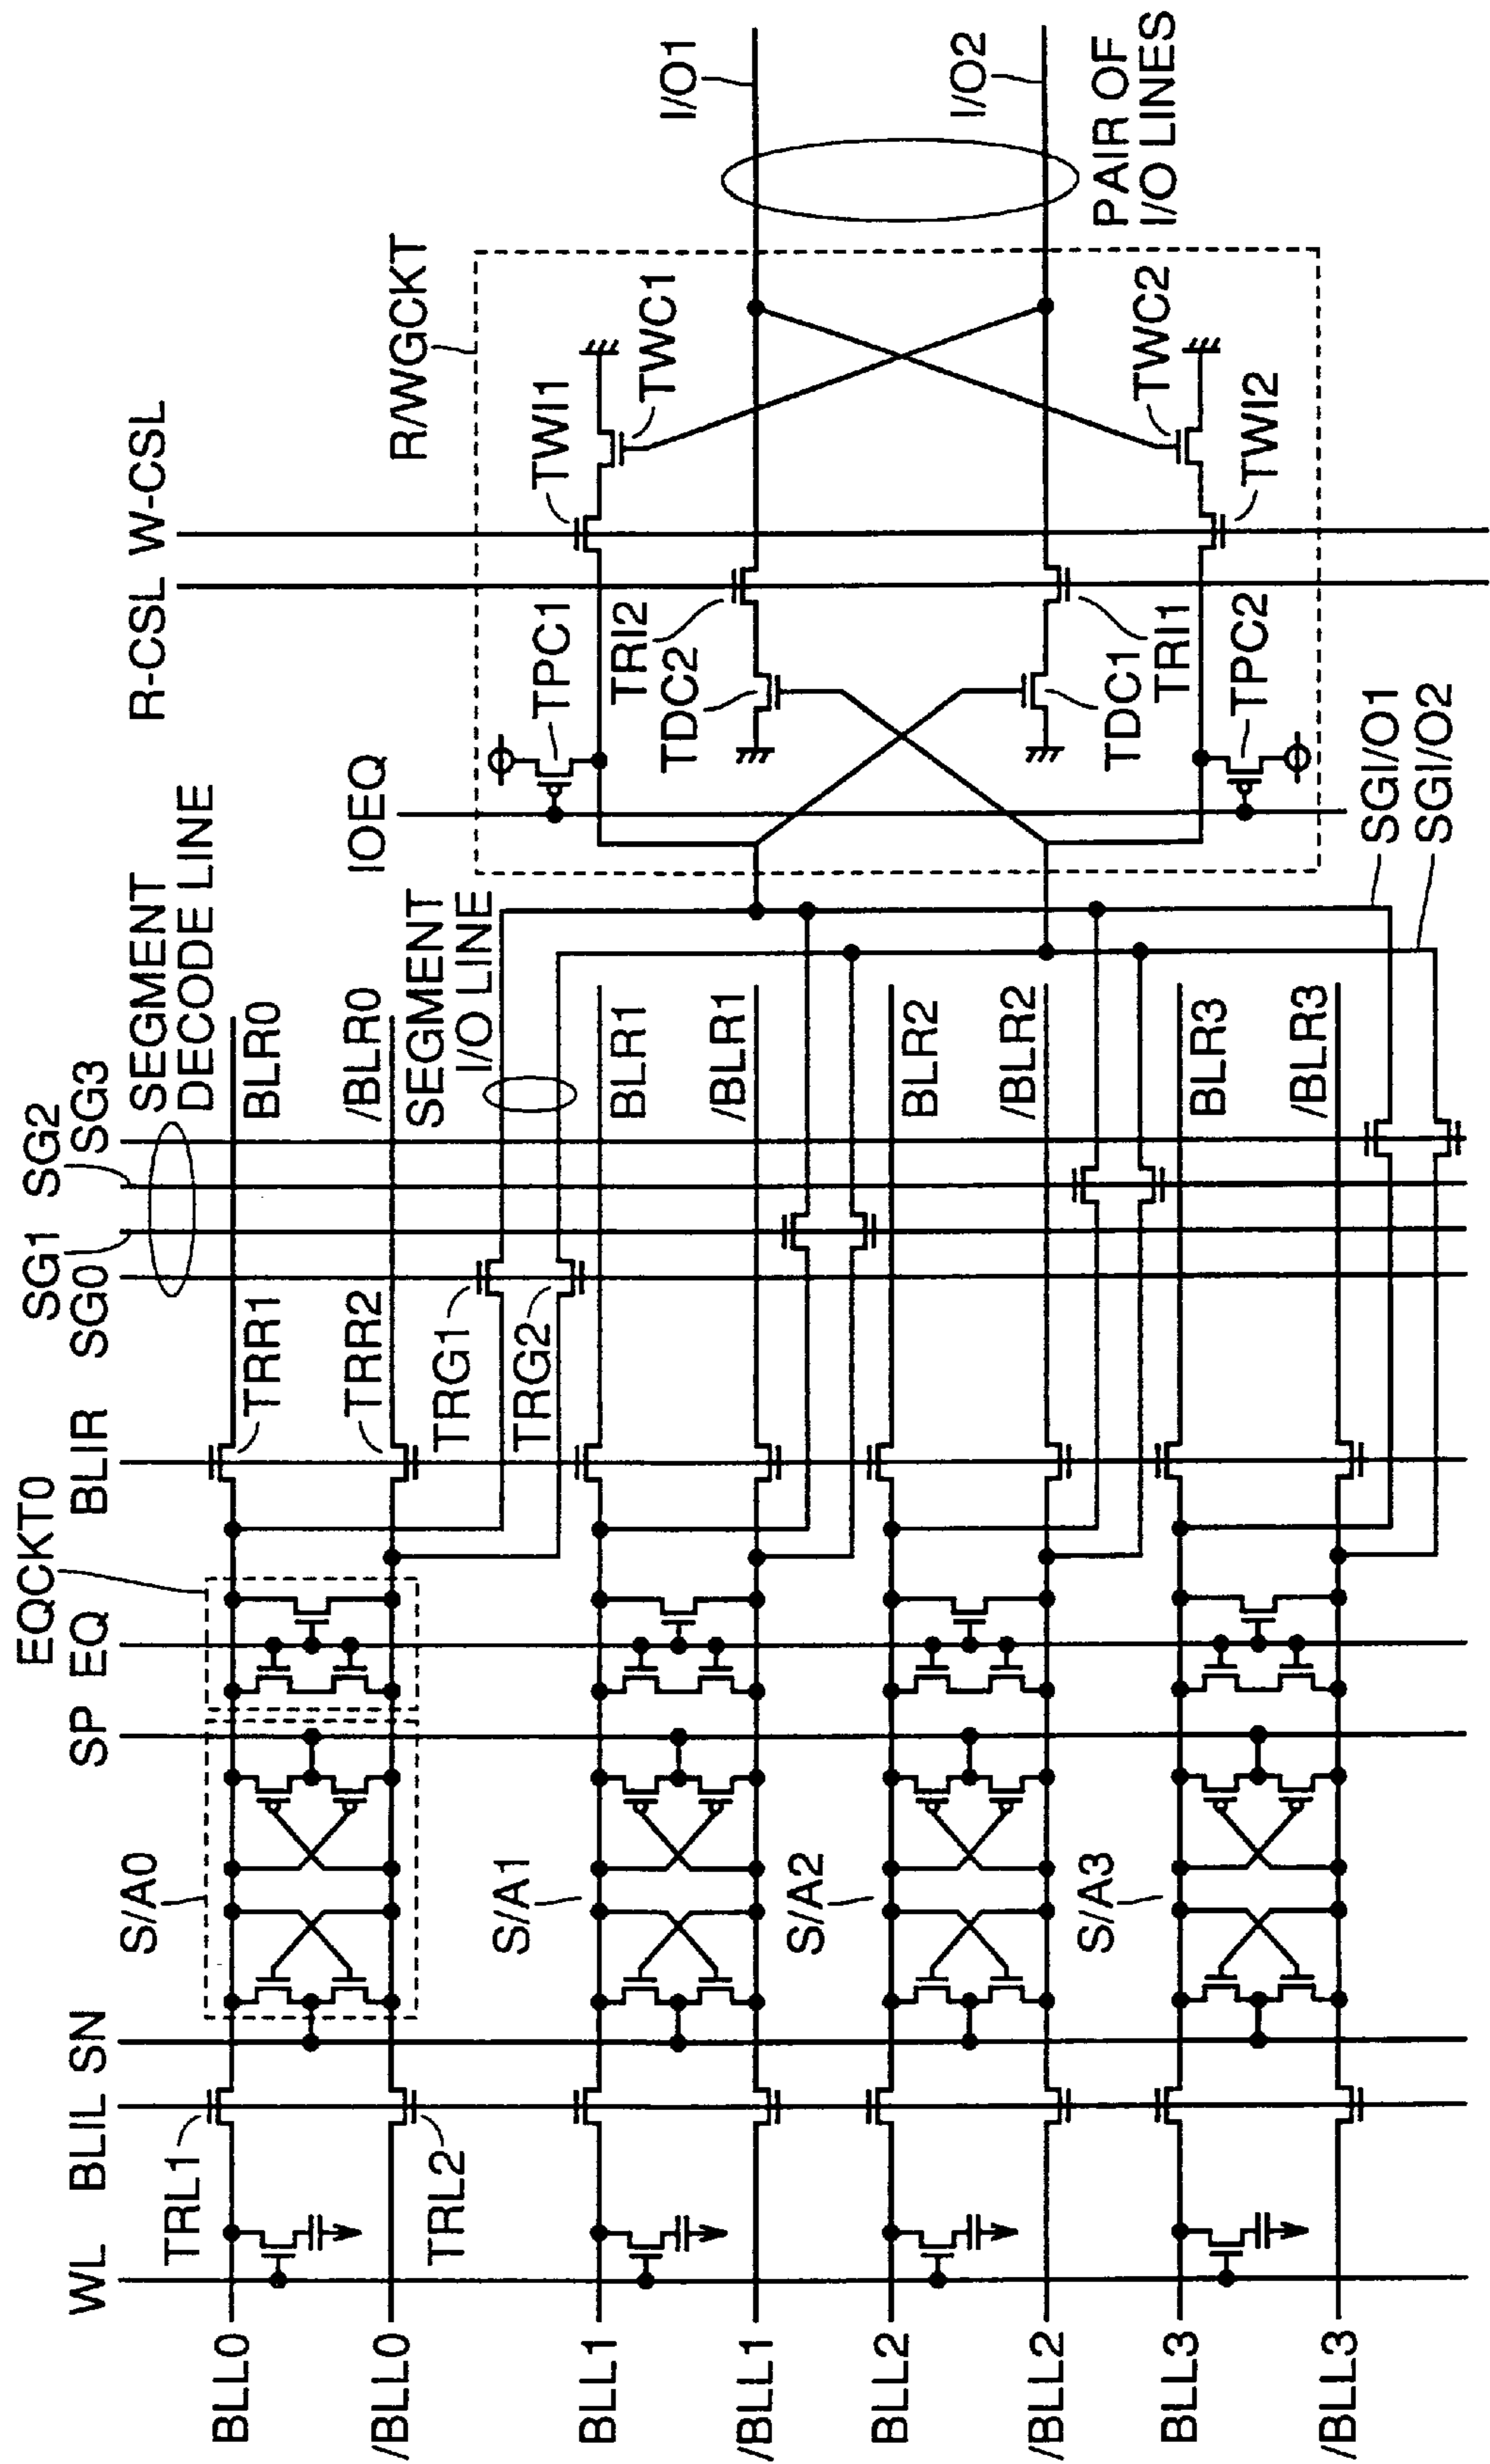 WL
BLIL
SN
SP
EQ
EQCKT0
BLIR
SG0
SG1
SG2
SG3
SEGMENT
DECODE LINE
IOEQ
R-CSL
W-CSL
R/WGCKT
TRL1
TRL2
S/A0
S/A1
S/A2
S/A3
TRR1
TRR2
TRG1
TRG2
BLR0
/BLR0
SEGMENT
I/O LINE
BLR1
/BLR1
BLR2
/BLR2
BLR3
/BLR3
TPC1
TRI2
TDC2
TWI1
TWC1
TDC1
TRI1
TPC2
TWC2
TWI2
I/O1
I/O2
PAIR OF
I/O LINES
SGI/O1
SGI/O2
BLL0
/BLL0
BLL1
/BLL1
BLL2
/BLL2
BLL3
/BLL3